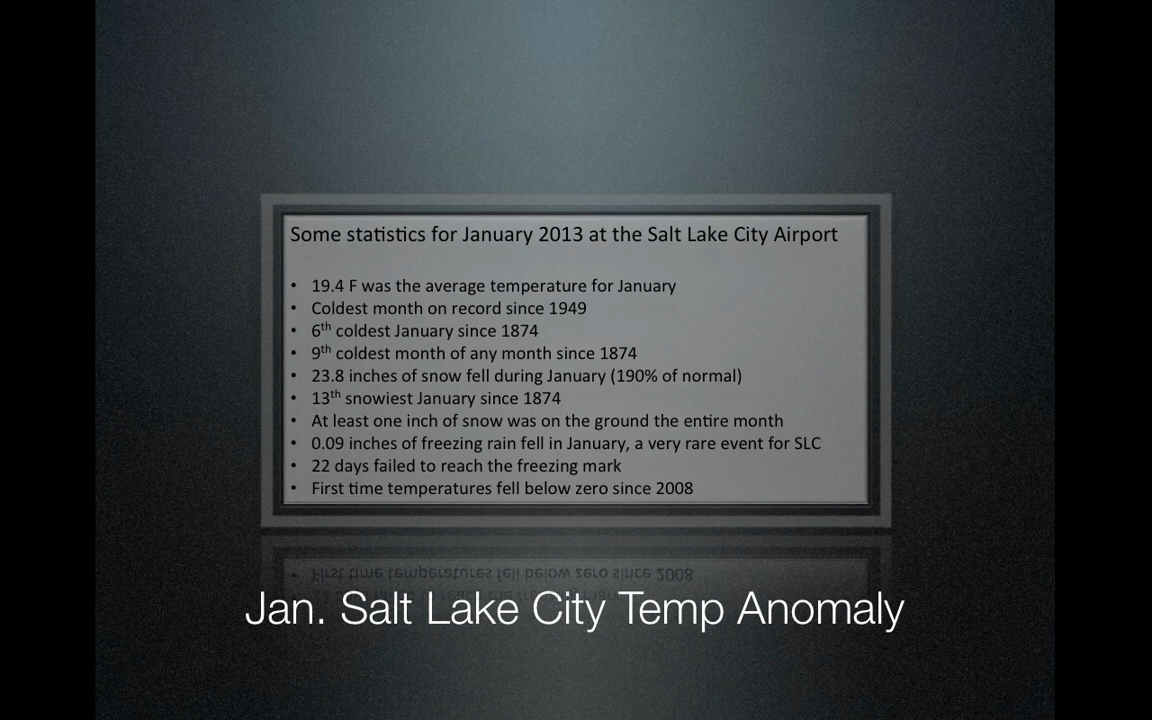 Some statistics for January 2013 at the Salt Lake City Airport
• 19.4 F was the average temperature for January
• Coldest month on record since 1949
• 6th coldest January since 1874
• 9th coldest month of any month since 1874
• 23.8 inches of snow fell during January (190% of normal)
• 13th snowiest January since 1874
• At least one inch of snow was on the ground the entire month
• 0.09 inches of freezing rain fell in January, a very rare event for SLC
• 22 days failed to reach the freezing mark
• First time temperatures fell below zero since 2008
Jan. Salt Lake City Temp Anomaly